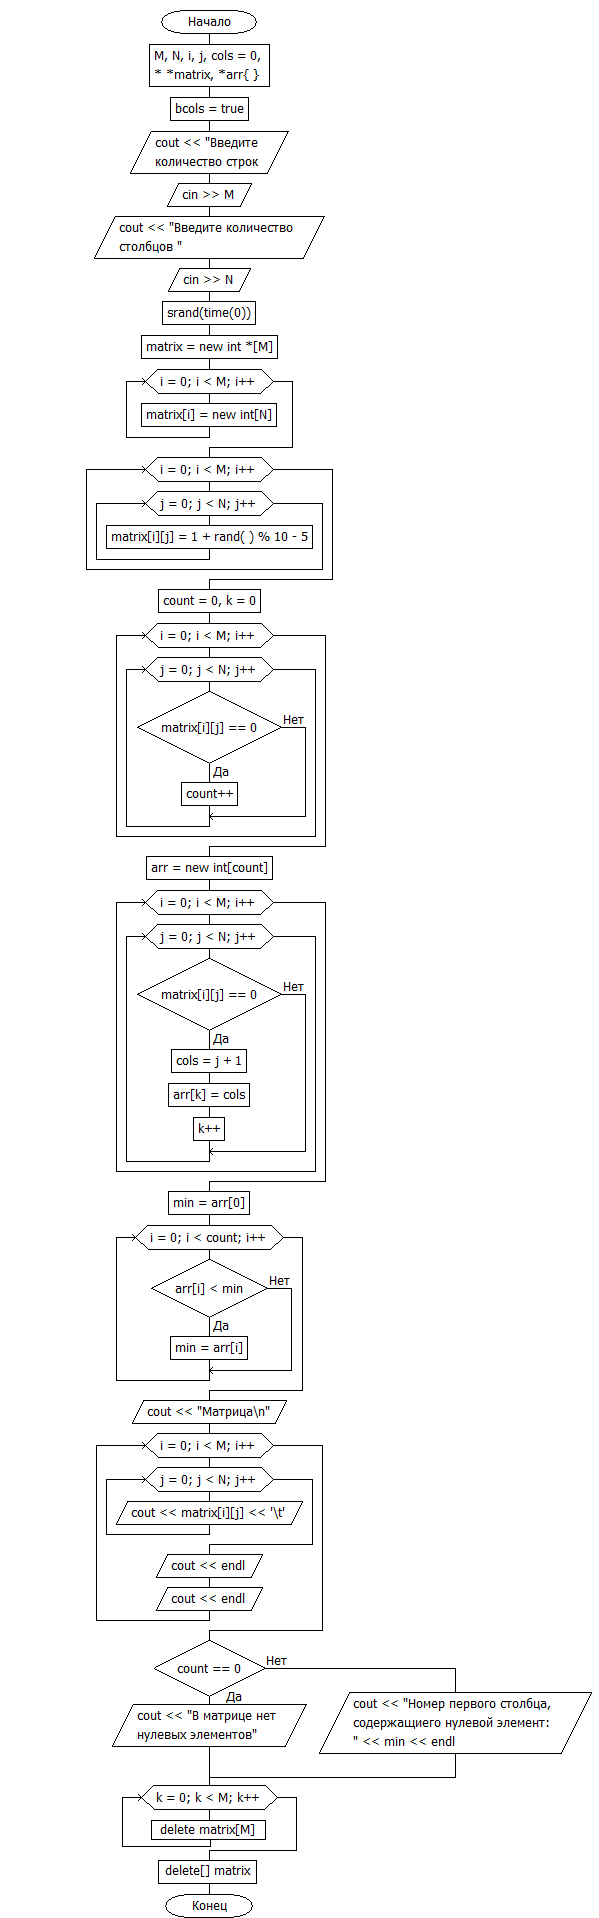 Начало
M, N, i, j, cols = 0,
* *matrix, *arr{ }
bcols = true
cout << "Введите
количество строк
cin >> M
cout << "Введите количество
столбцов "
cin >> N
srand(time(0))
matrix = new int *[M]
i = 0; i < M; i++
matrix[i] = new int[N]
i = 0; i < M; i++
j = 0; j < N; j++
matrix[i][j] = 1 + rand( ) % 10 - 5
count = 0, k = 0
i = 0; i < M; i++
j = 0; j < N; j++
Нет
matrix[i][j] == 0
Да
count++
arr = new int[count]
i = 0; i < M; i++
j = 0; j < N; j++
Нет
matrix[i][j] == 0
Да
cols = j + 1
arr[k] = cols
k++
min = arr[0]
i = 0; i < count; i++
Нет
arr[i] < min
Да
min = arr[i]
cout << "Матрица\n"
i = 0; i < M; i++
j = 0; j < N; j++
cout << matrix[i][j] << '\t'
cout << endl
cout << endl
Нет
count == 0
Да
cout << "В матрице нет
нулевых элементов"
cout << "Номер первого столбца,
содержащиего нулевой элемент:
" << min << endl
k = 0; k < M; k++
delete matrix[M]
delete[] matrix
Конец